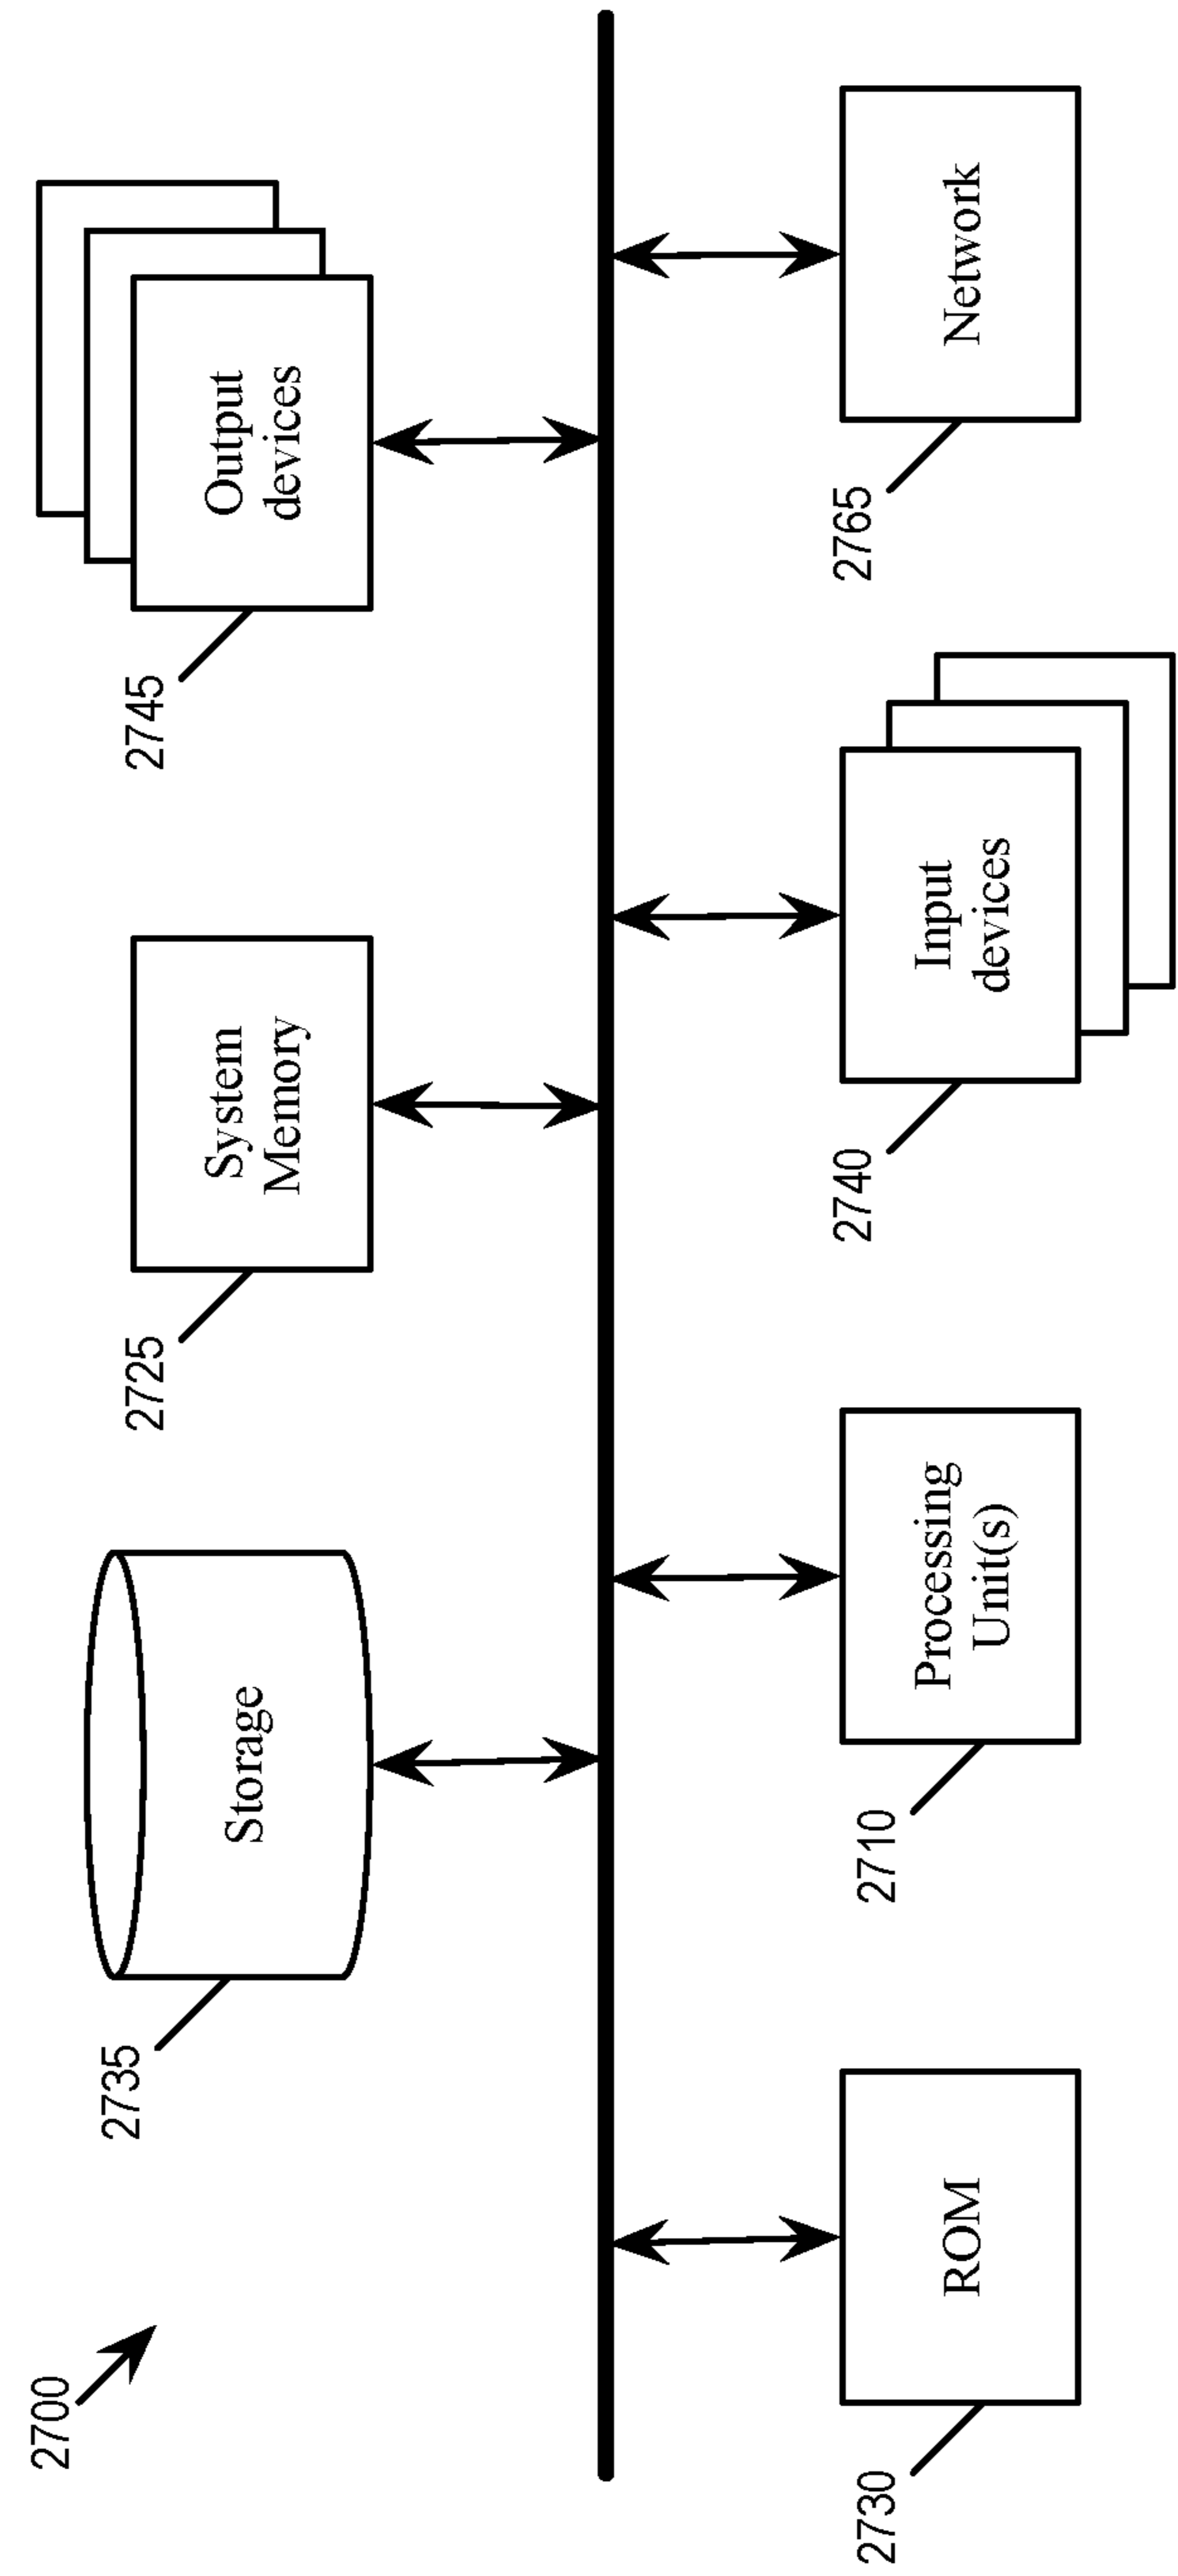 2700
2735
Storage
2725
System
Memory
2745
Output
devices
2730
ROM
2710
Processing
Unit(s)
2740
Input
devices
2765
Network